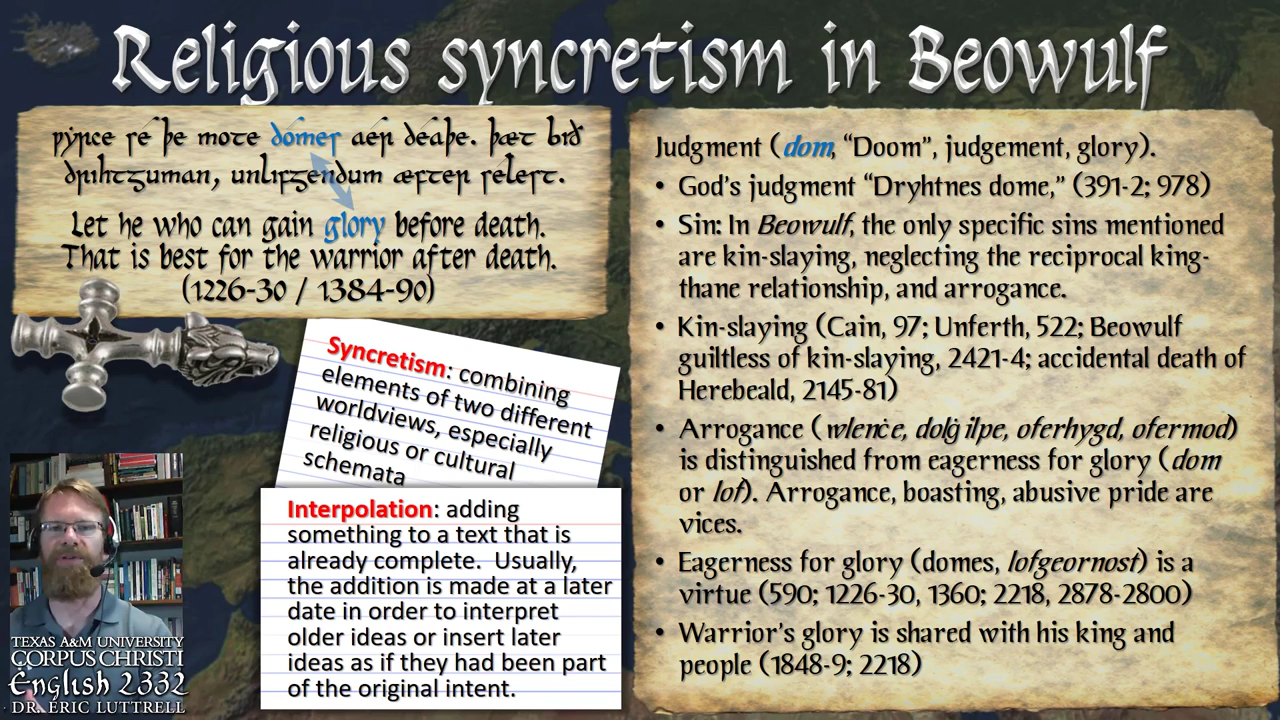 Religious syncretism in Beowulf
pyrce se þe mote domes aer deaþe. þæt bið
drihtguman, unlifgendum æfter selest.
Let he who can gain glory before death.
That is best for the warrior after death.
(1226-30 / 1384-90)
Syncretism: combining
elements of two different
worldviews, especially
religious or cultural
schemata
Interpolation: adding
something to a text that is
already complete. Usually,
the addition is made at a later
date in order to interpret
older ideas or insert later
ideas as if they had been part
of the original intent.
TEXAS A&M UNIVERSITY
CORPUS CHRISTI
English 2332
DR. ERIC LUTTRELL
Judgment (dom, “Doom”, judgement, glory).
• God's judgment “Dryhtnes dome,” (391-2; 978)
• Sin: In Beowulf, the only specific sins mentioned
are kin-slaying, neglecting the reciprocal king-
thane relationship, and arrogance.
• Kin-slaying (Cain, 97; Unferth, 522; Beowulf
guiltless of kin-slaying, 2421-4; accidental death of
Herebeald, 2145-81)
• Arrogance (wlenċe, dolġilpe, oferhygd, ofermod)
is distinguished from eagerness for glory (dom
or lof). Arrogance, boasting, abusive pride are
vices.
• Eagerness for glory (domes, lofgeornost) is a
virtue (590; 1226-30, 1360; 2218, 2878-2800)
• Warrior's glory is shared with his king and
people (1848-9; 2218)